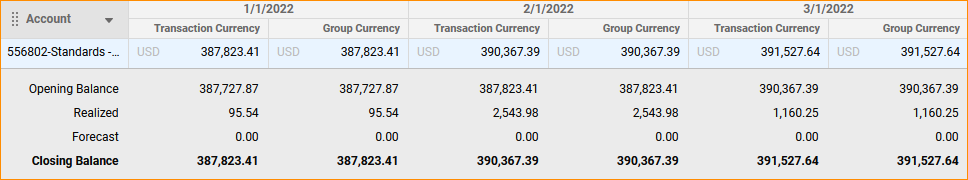 Account 1/1/2022 2/1/2022 3/1/2022
Transaction Currency Group Currency Transaction Currency Group Currency Transaction Currency Group Currency
556802-Standards -... USD 387,823.41 USD 387,823.41 USD 390,367.39 USD 390,367.39 USD 391,527.64 USD 391,527.64
Opening Balance 387,727.87 387,727.87 387,823.41 387,823.41 390,367.39 390,367.39
Realized 95.54 95.54 2,543.98 2,543.98 1,160.25 1,160.25
Forecast 0.00 0.00 0.00 0.00 0.00 0.00
Closing Balance 387,823.41 387,823.41 390,367.39 390,367.39 391,527.64 391,527.64